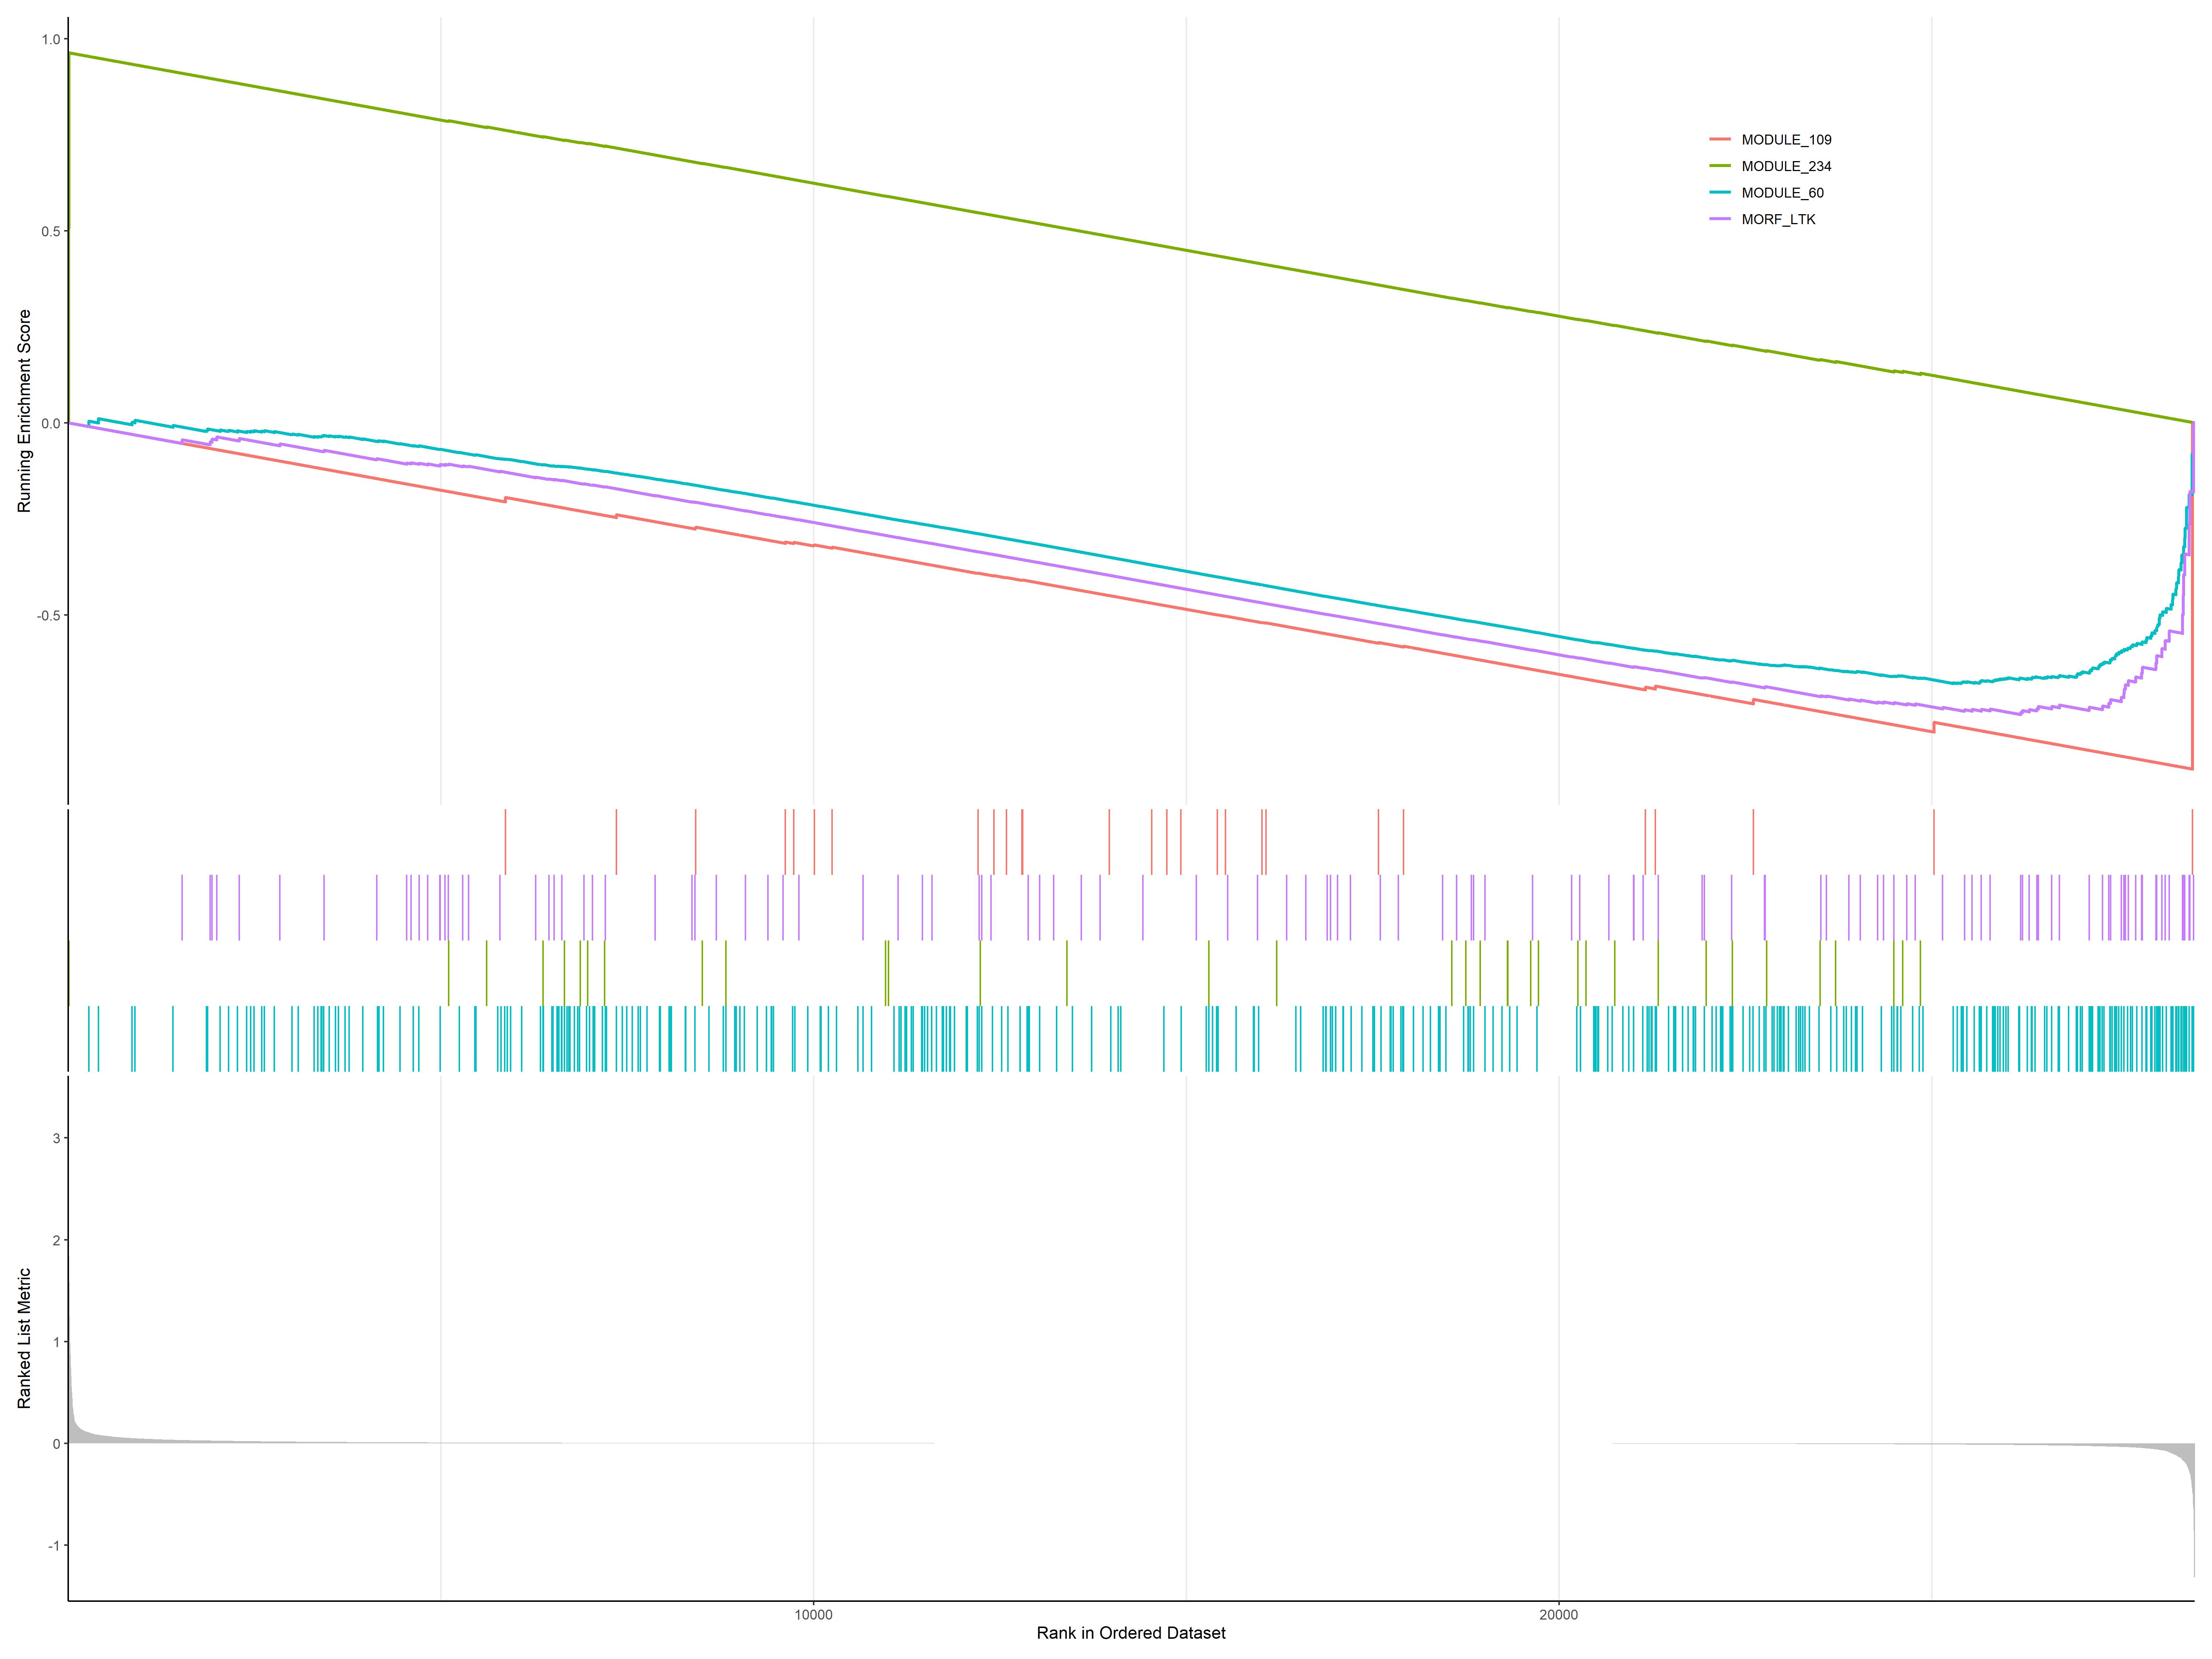 Running Enrichment Score
1.0
0.5
0.0
-0.5
MODULE_109
MODULE_234
MODULE_60
MORF_LTK
Ranked List Metric
3
2
1
0
-1
10000
20000
Rank in Ordered Dataset